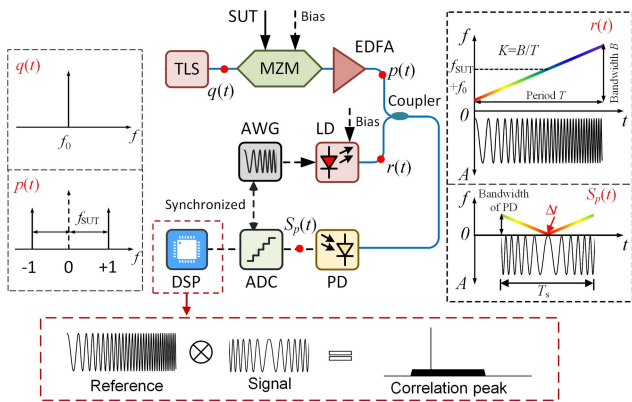 SUT
Bias
EDFA
TLS
MZM
q(t)
p(t)
Coupler
AWG
LD
Bias
r(t)
Synchronized
Sp(t)
DSP
ADC
PD
q(t)
f0
f
p(t)
fSUT
-1
0
+1
f
r(t)
f
K=B/T
fSUT
+f0
Bandwidth B
Period T
0
t
A
Sp(t)
f
Bandwidth
of PD
Δt
0
t
Ts
A
Reference
Signal
Correlation peak